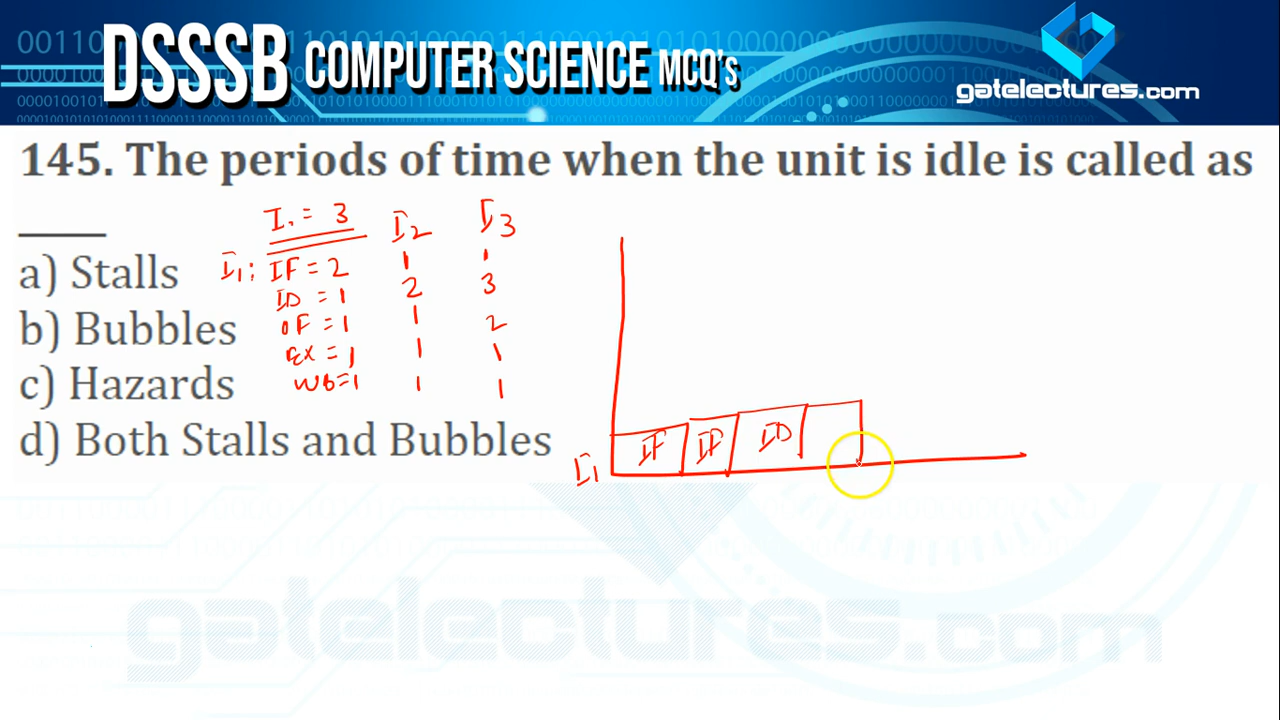 DSSSB COMPUTER SCIENCE MCQ's
gatelectures.com
145. The periods of time when the unit is idle is called as
____
a) Stalls
b) Bubbles
c) Hazards
d) Both Stalls and Bubbles
I1 = 3 I2 I3
I1: IF = 2 1 1
ID = 1 2 3
OF = 1 1 2
EX = 1 1 1
WB = 1 1 1
I1 IF IF ID
gatelectures.com